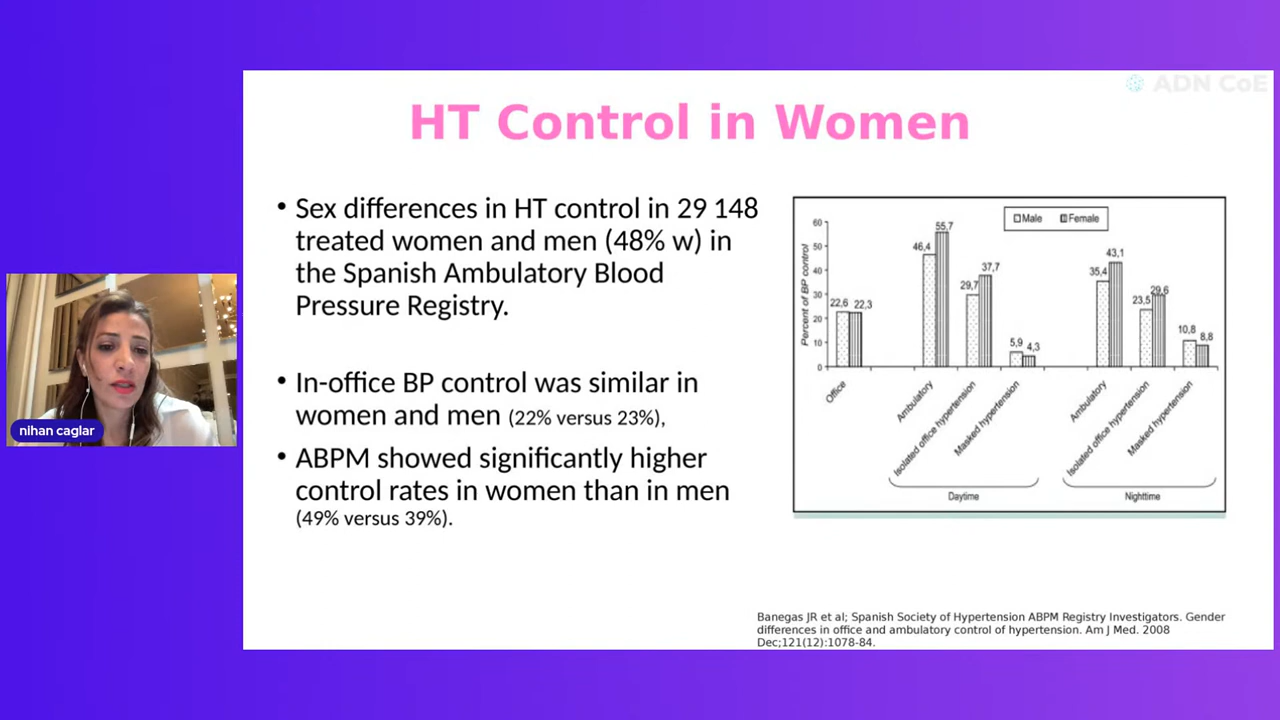 ADN CoE
HT Control in Women
• Sex differences in HT control in 29 148
treated women and men (48% w) in
the Spanish Ambulatory Blood
Pressure Registry.
• In-office BP control was similar in
women and men (22% versus 23%),
• ABPM showed significantly higher
control rates in women than in men
(49% versus 39%).
Male Female
Percent of BP control
60
50
40
30
20
10
0
22,6 22,3
46,4 55,7
29,7 37,7
5,9 4,3
35,4 43,1
23,5 29,6
10,8 8,8
Office
Ambulatory
Isolated office hypertension
Masked hypertension
Ambulatory
Isolated office hypertension
Masked hypertension
Daytime
Nighttime
nihan caglar
Banegas JR et al; Spanish Society of Hypertension ABPM Registry Investigators. Gender
differences in office and ambulatory control of hypertension. Am J Med. 2008
Dec;121(12):1078-84.